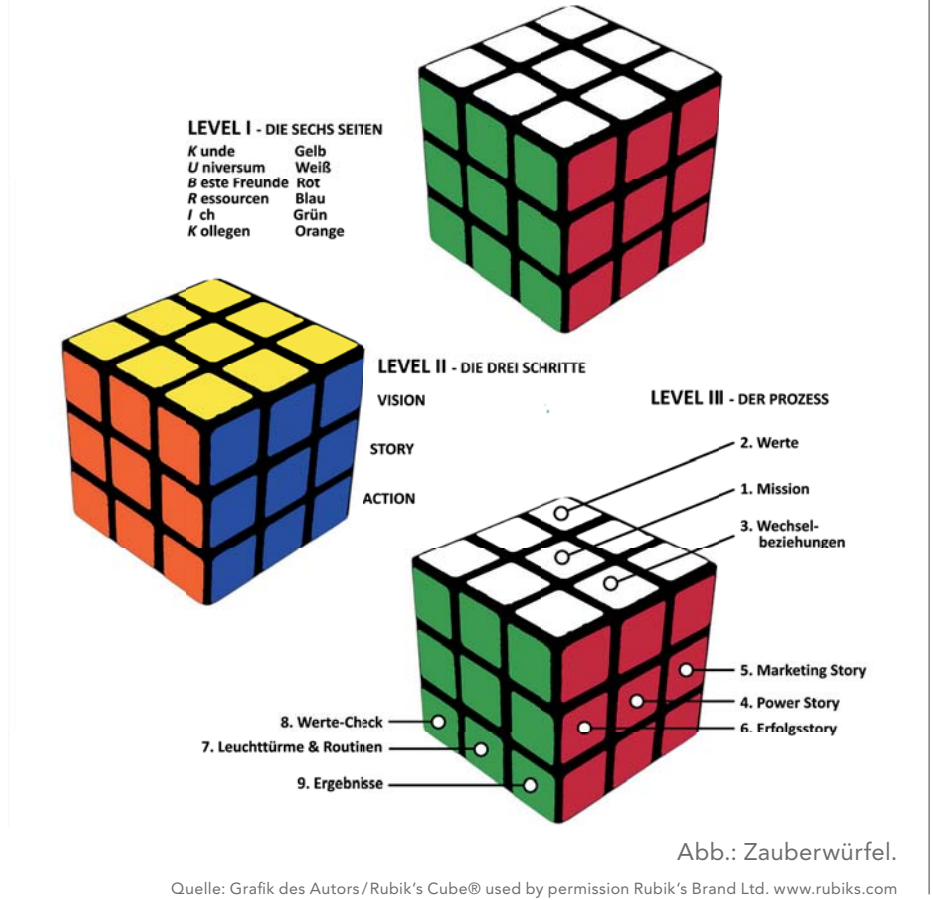 LEVEL I - DIE SECHS SEITEN
K unde Gelb
U niversum Weiß
B este Freunde Rot
R essourcen Blau
I ch Grün
K ollegen Orange
LEVEL II - DIE DREI SCHRITTE
VISION
STORY
ACTION
LEVEL III - DER PROZESS
2. Werte
1. Mission
3. Wechsel-
beziehungen
5. Marketing Story
4. Power Story
6. Erfolgsstory
8. Werte-Check
7. Leuchttürme & Routinen
9. Ergebnisse
Abb.: Zauberwürfel.
Quelle: Grafik des Autors/Rubik's Cube® used by permission Rubik's Brand Ltd. www.rubiks.com